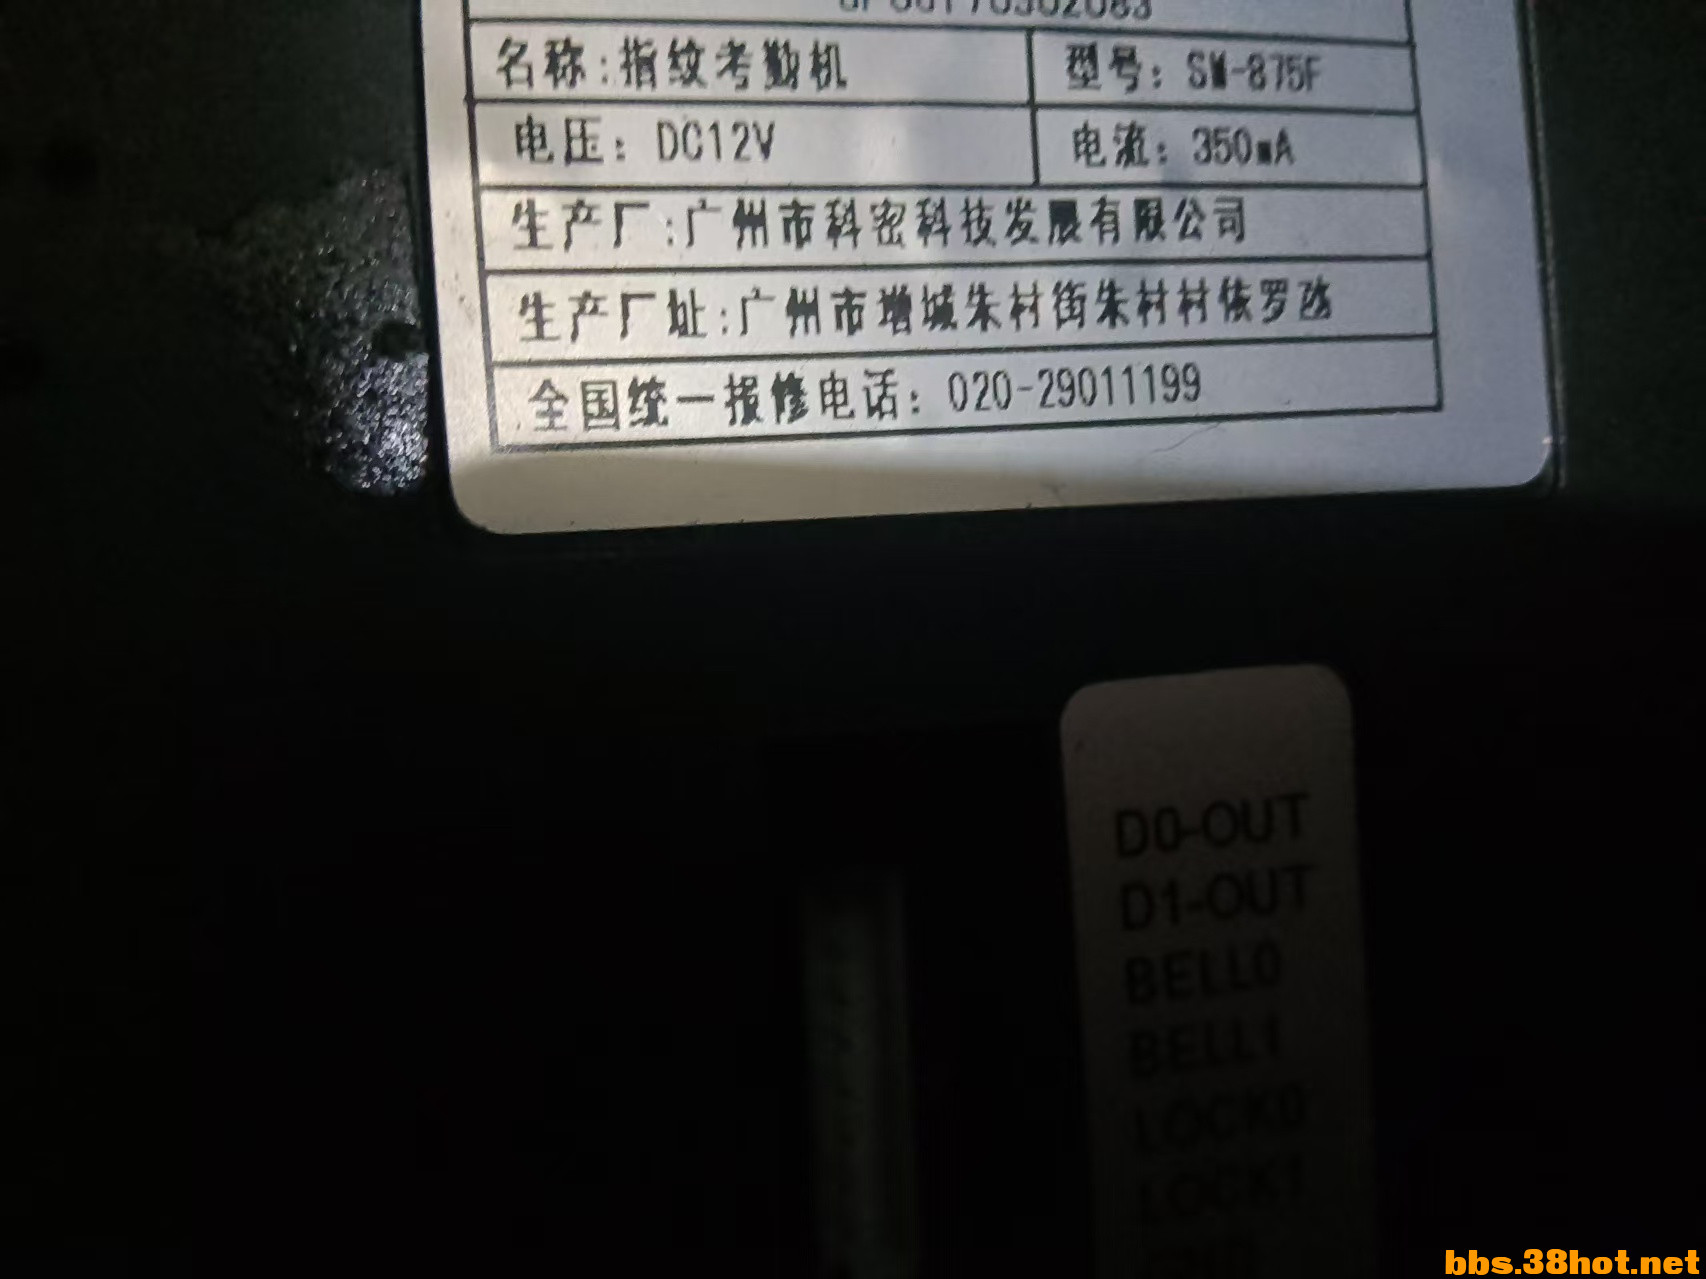 名称:指纹考勤机 型号: SM-875F
电压: DC12V 电流: 350mA
生产厂:广州市科密科技发展有限公司
生产厂址:广州市增城朱村街朱村村依罗
全国统一报修电话: 020-29011199
D0-OUT
D1-OUT
BELL0
BELL1
LOCK0
LOCK1
bbs.38hot.net